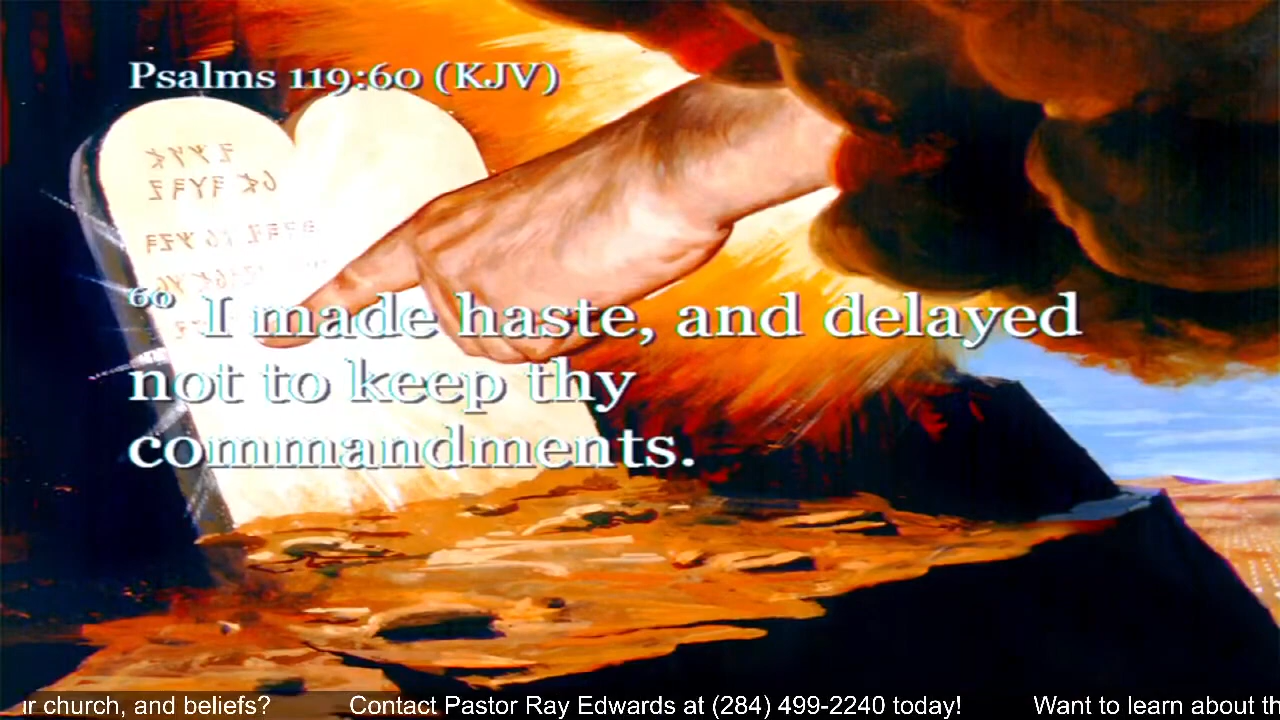 Psalms 119:60 (KJV)
60 I made haste, and delayed
not to keep thy
commandments.
church, and beliefs? Contact Pastor Ray Edwards at (284) 499-2240 today! Want to learn about